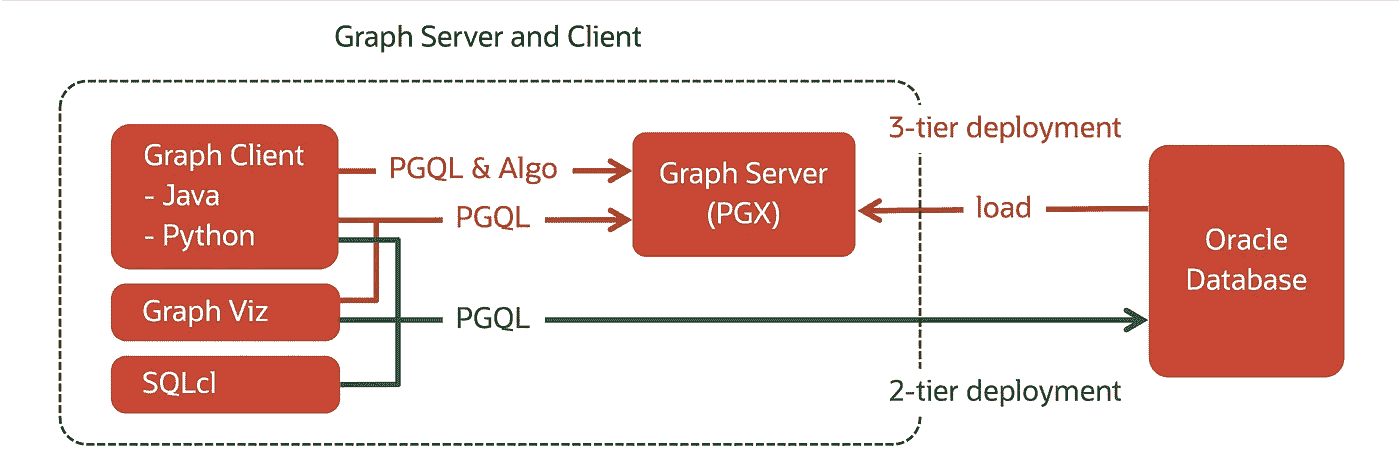 Graph Server and Client
Graph Client
- Java
- Python
Graph Viz
SQLcl
PGQL & Algo
PGQL
PGQL
Graph Server
(PGX)
3-tier deployment
load
2-tier deployment
Oracle
Database